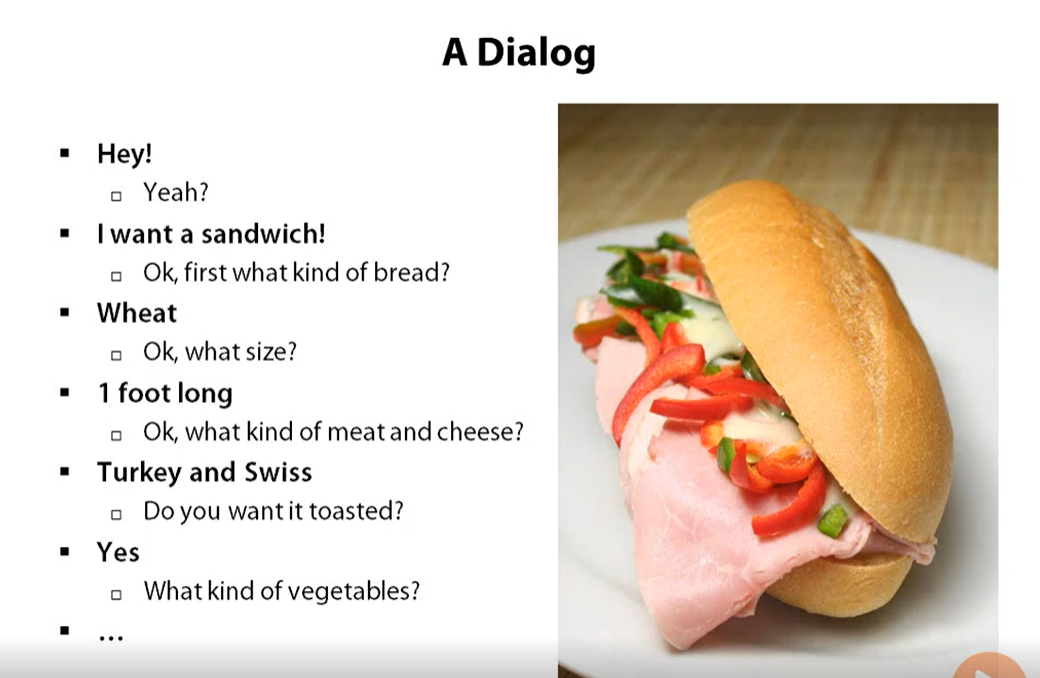 A Dialog
Hey!
Yeah?
I want a sandwich!
Ok, first what kind of bread?
Wheat
Ok, what size?
1 foot long
Ok, what kind of meat and cheese?
Turkey and Swiss
Do you want it toasted?
Yes
What kind of vegetables?
...